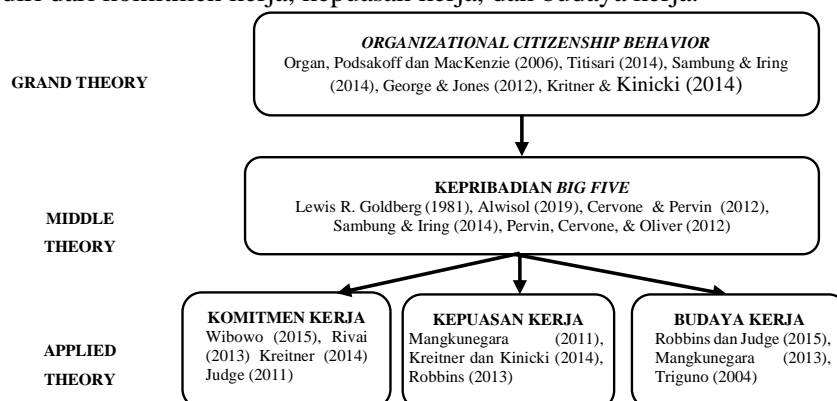 diri dari komitmen kerja, kepuasan kerja, dan budaya kerja.
ORGANIZATIONAL CITIZENSHIP BEHAVIOR
Organ, Podsakoff dan MacKenzie (2006), Titisari (2014), Sambung & Iring
(2014), George & Jones (2012), Kritner & Kinicki (2014)
GRAND THEORY
KEPRIBADIAN BIG FIVE
Lewis R. Goldberg (1981), Alwisol (2019), Cervone & Pervin (2012),
Sambung & Iring (2014), Pervin, Cervone, & Oliver (2012)
MIDDLE
THEORY
KOMITMEN KERJA
Wibowo (2015), Rivai
(2013) Kreitner (2014)
Judge (2011)
KEPUASAN KERJA
Mangkunegara (2011),
Kreitner dan Kinicki (2014),
Robbins (2013)
BUDAYA KERJA
Robbins dan Judge (2015),
Mangkunegara (2013),
Triguno (2004)
APPLIED
THEORY